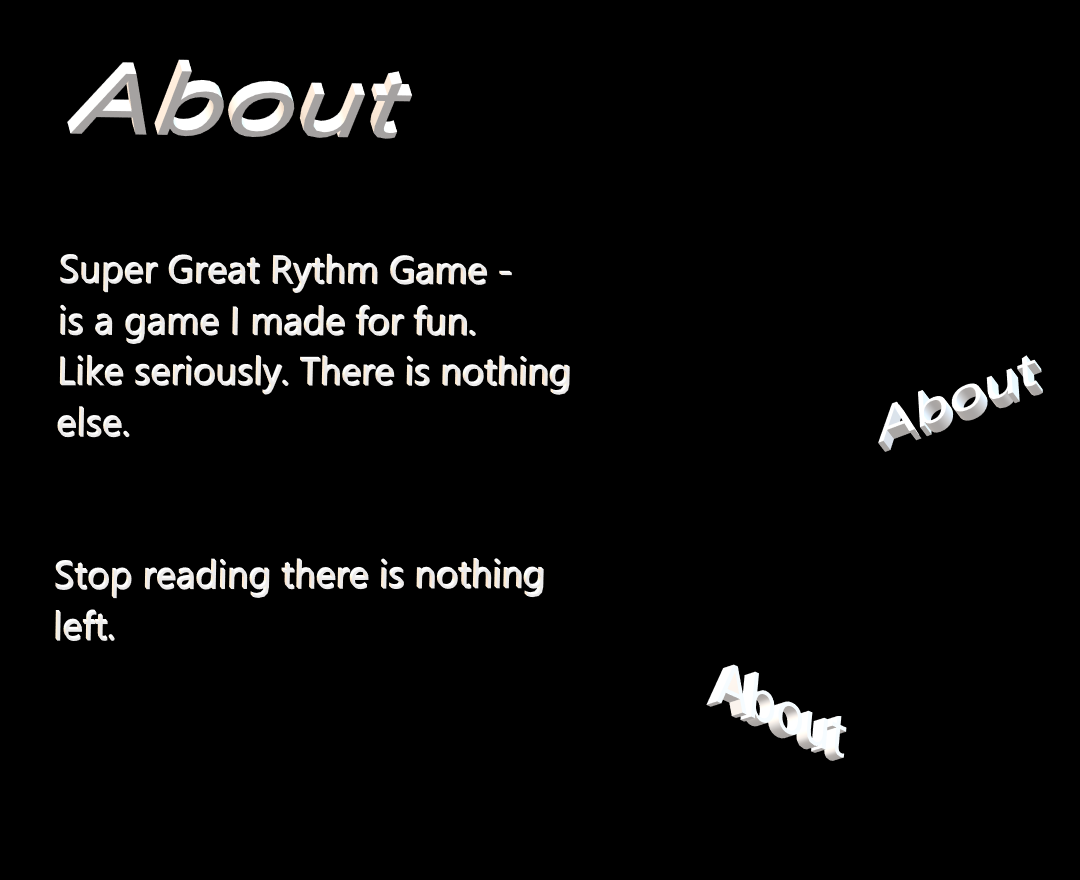 About
Super Great Rythm Game -
is a game I made for fun.
Like seriously. There is nothing
else.
About
Stop reading there is nothing
left.
About